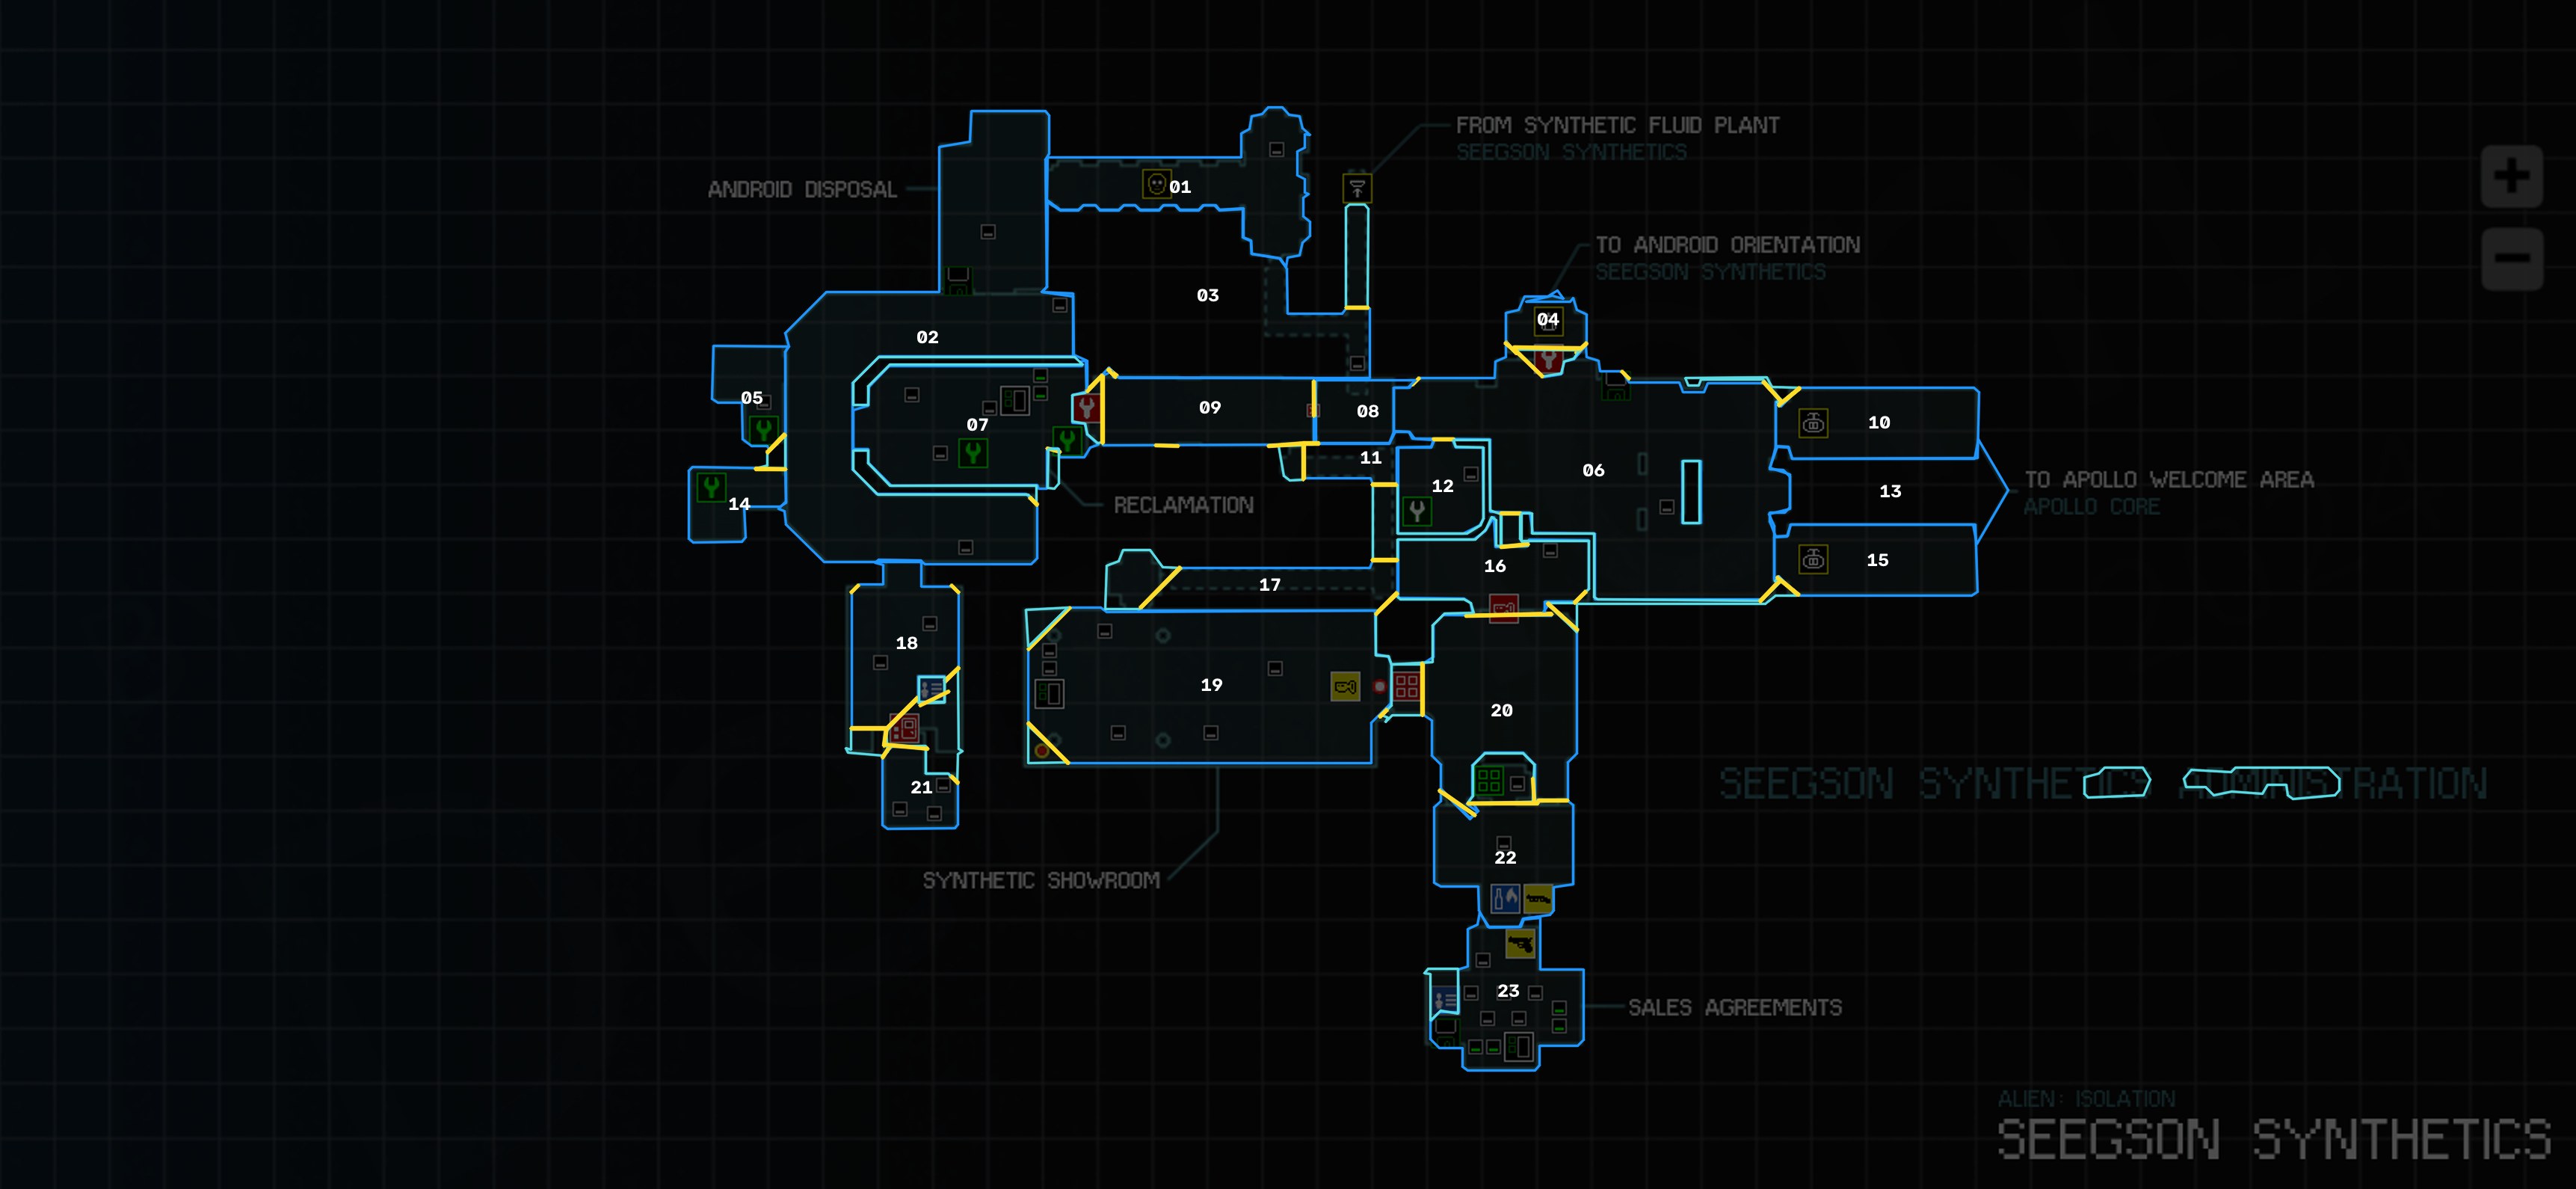 FROM SYNTHETIC FLUID PLANT
SEEGSON SYNTHETICS
ANDROID DISPOSAL
01
TO ANDROID ORIENTATION
SEEGSON SYNTHETICS
03
04
02
05
07
09
08
10
11
06
12
13
TO APOLLO WELCOME AREA
APOLLO CORE
14
RECLAMATION
15
16
17
18
19
20
21
SEEGSON SYNTHETICS ADMINISTRATION
22
SYNTHETIC SHOWROOM
23
SALES AGREEMENTS
ALIEN: ISOLATION
SEEGSON SYNTHETICS